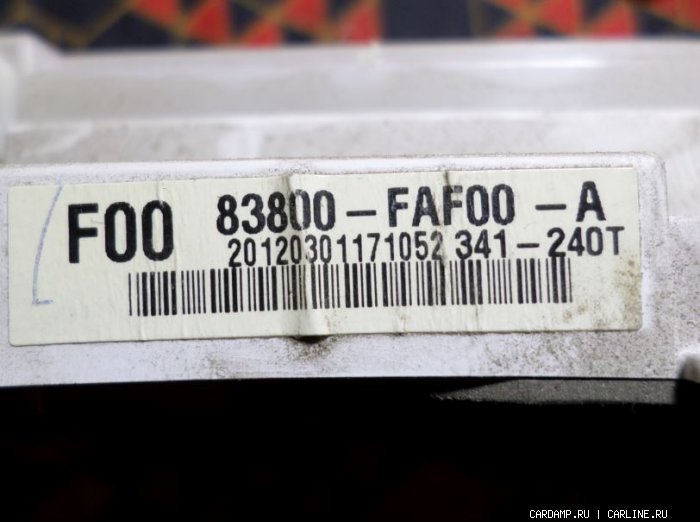 F00 83800-FAF00-A
20120301171052 341-240T
CARDAMP.RU | CARLINE.RU